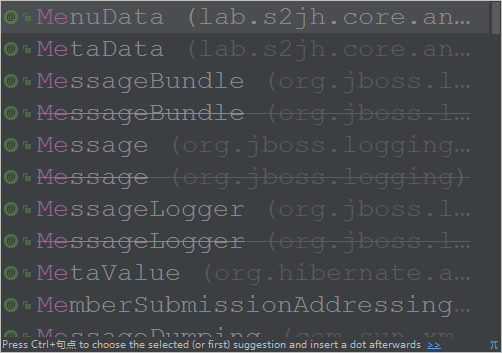 MenuData (lab.s2jh.core.an...
MetaData (lab.s2jh.core.an...
MessageBundle (org.jboss.l...
MessageBundle (org.jboss.l...
Message (org.jboss.logging...
Message (org.jboss.logging)
MessageLogger (org.jboss.l...
MessageLogger (org.jboss.l...
MetaValue (org.hibernate.a...
MemberSubmissionAddressing...
MessageDumping (com.sun.xm...
Press Ctrl+句点 to choose the selected (or first) suggestion and insert a dot afterwards >> π